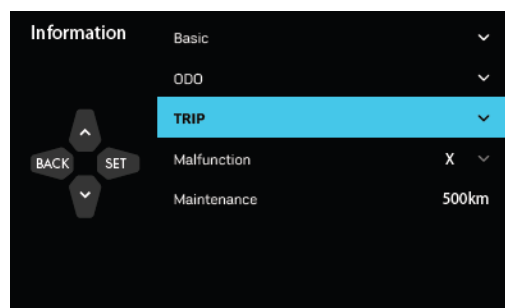 Information
Basic
ODO
TRIP
BACK SET
Malfunction X
Maintenance 500km